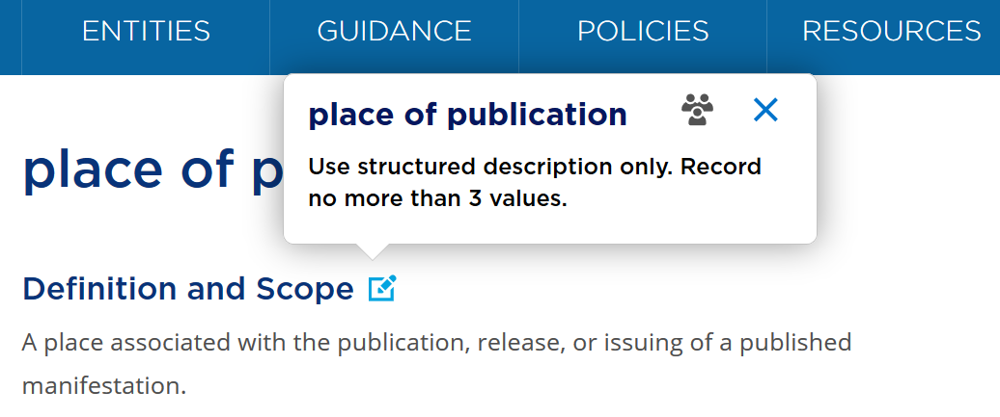 ENTITIES GUIDANCE POLICIES RESOURCES
place of publication
Use structured description only. Record
no more than 3 values.
place of p
Definition and Scope
A place associated with the publication, release, or issuing of a published
manifestation.